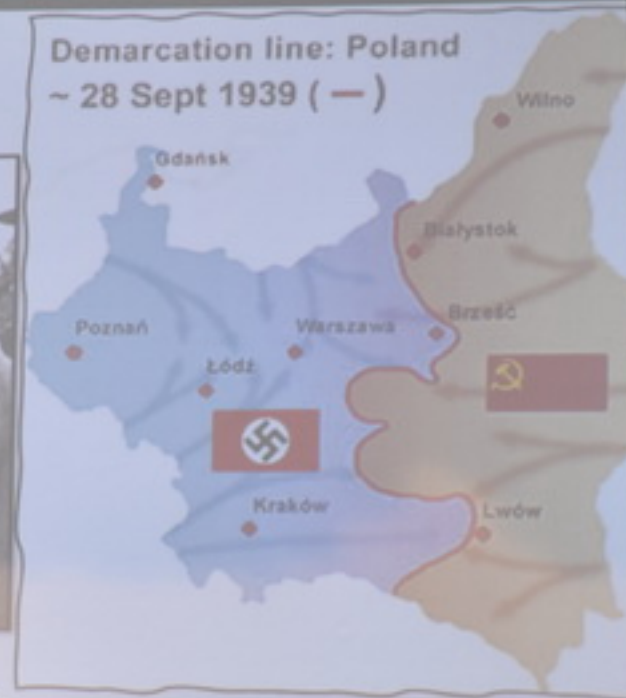 Demarcation line: Poland
~ 28 Sept 1939 ( — )
Wilno
Gdańsk
Białystok
Brześć
Poznań
Warszawa
Łódź
Kraków
Lwów